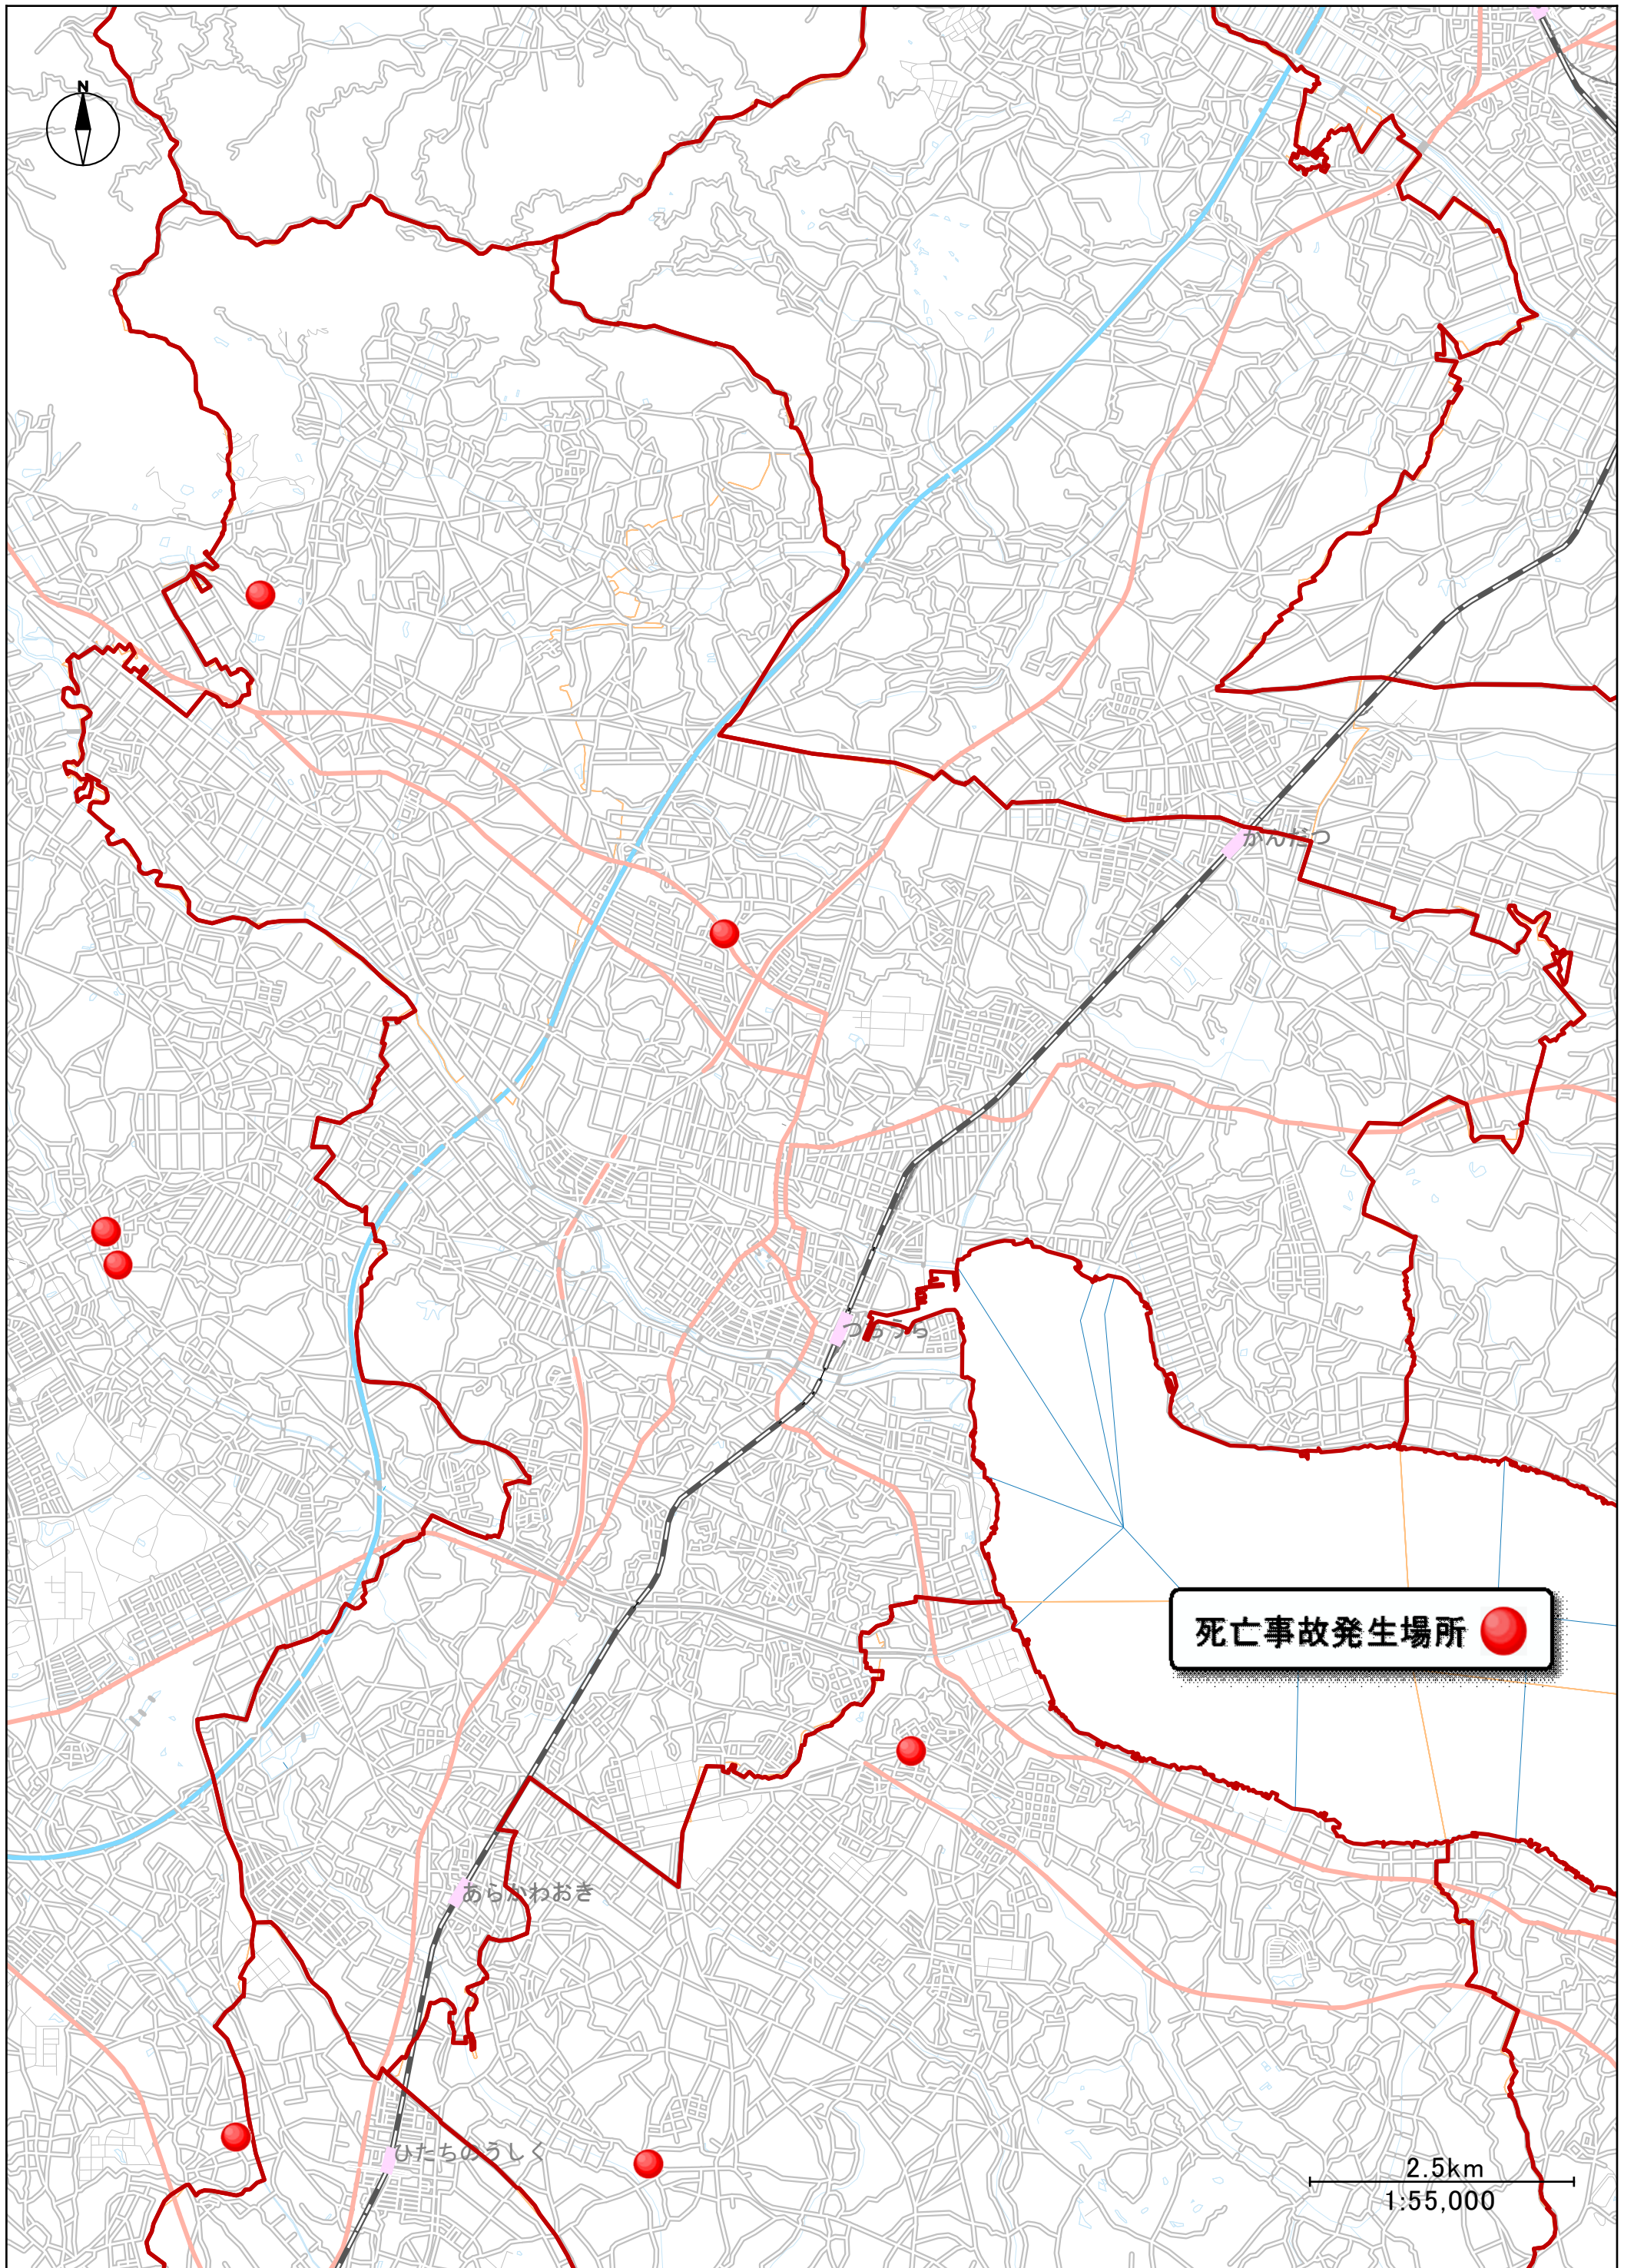 N
かんだつ
つちうら
死亡事故発生場所
あらかわおき
ひたちのうしく
2.5km
1:55,000